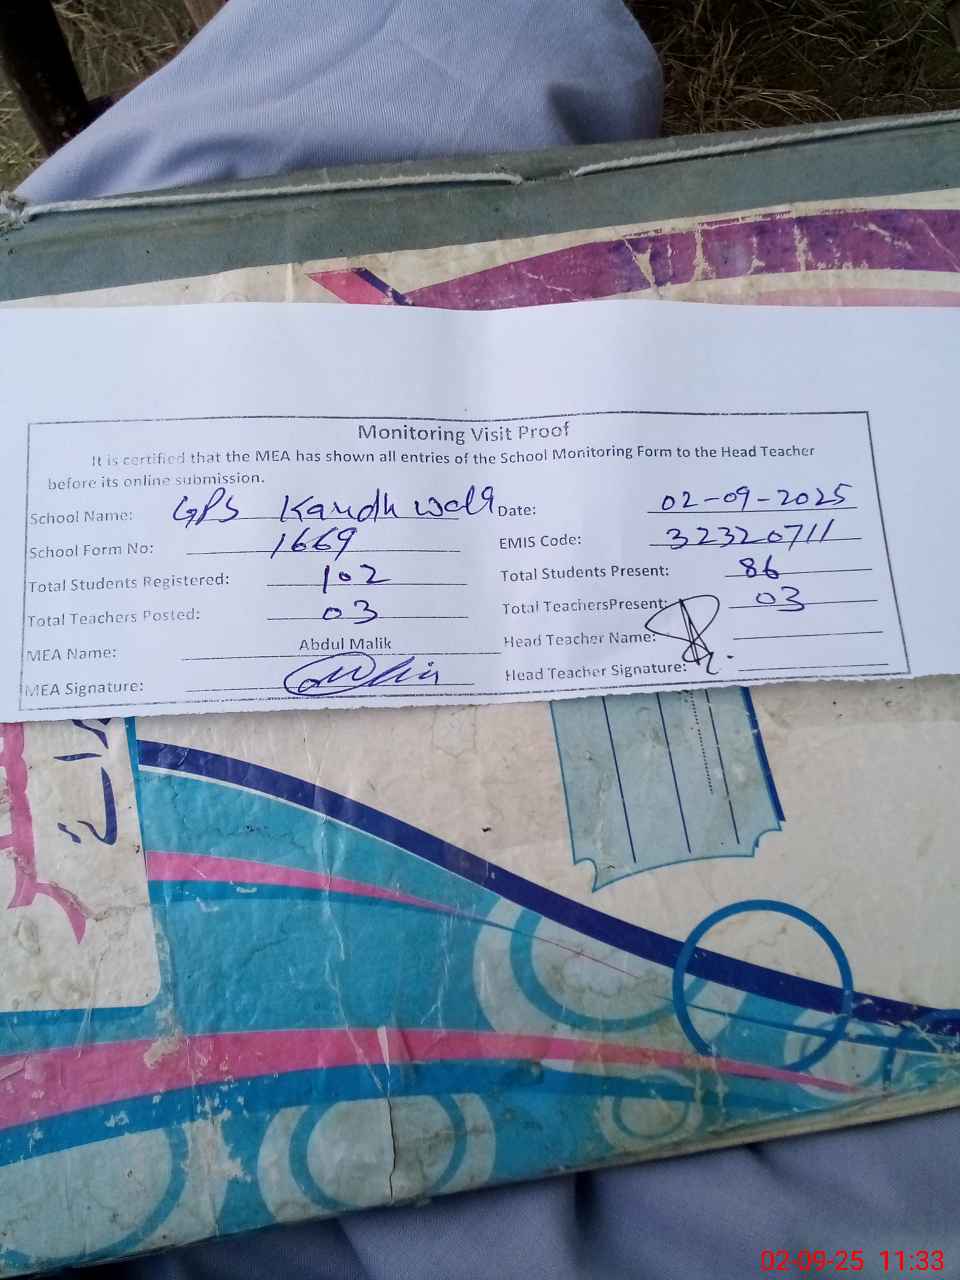 Monitoring Visit Proof
It is certified that the MEA has shown all entries of the School Monitoring Form to the Head Teacher
before its online submission.
School Name: GPS Kandh wala Date: 02-09-2025
School Form No: 1669 EMIS Code: 32320711
Total Students Registered: 102 Total Students Present: 86
Total Teachers Posted: 03 Total TeachersPresent: 03
MEA Name: Abdul Malik Head Teacher Name:
MEA Signature: Head Teacher Signature:
02-09-25 11:33